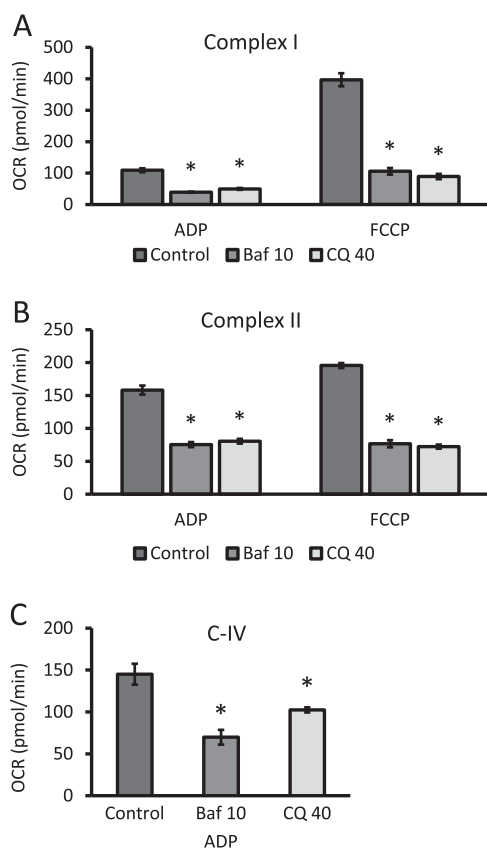 A
Complex I
OCR (pmol/min)
500
400
300
200
100
0
* *
* *
ADP FCCP
Control Baf 10 CQ 40
B
Complex II
OCR (pmol/min)
250
200
150
100
50
0
* *
* *
ADP FCCP
Control Baf 10 CQ 40
C
C-IV
OCR (pmol/min)
200
150
100
50
0
*
*
Control Baf 10 CQ 40
ADP